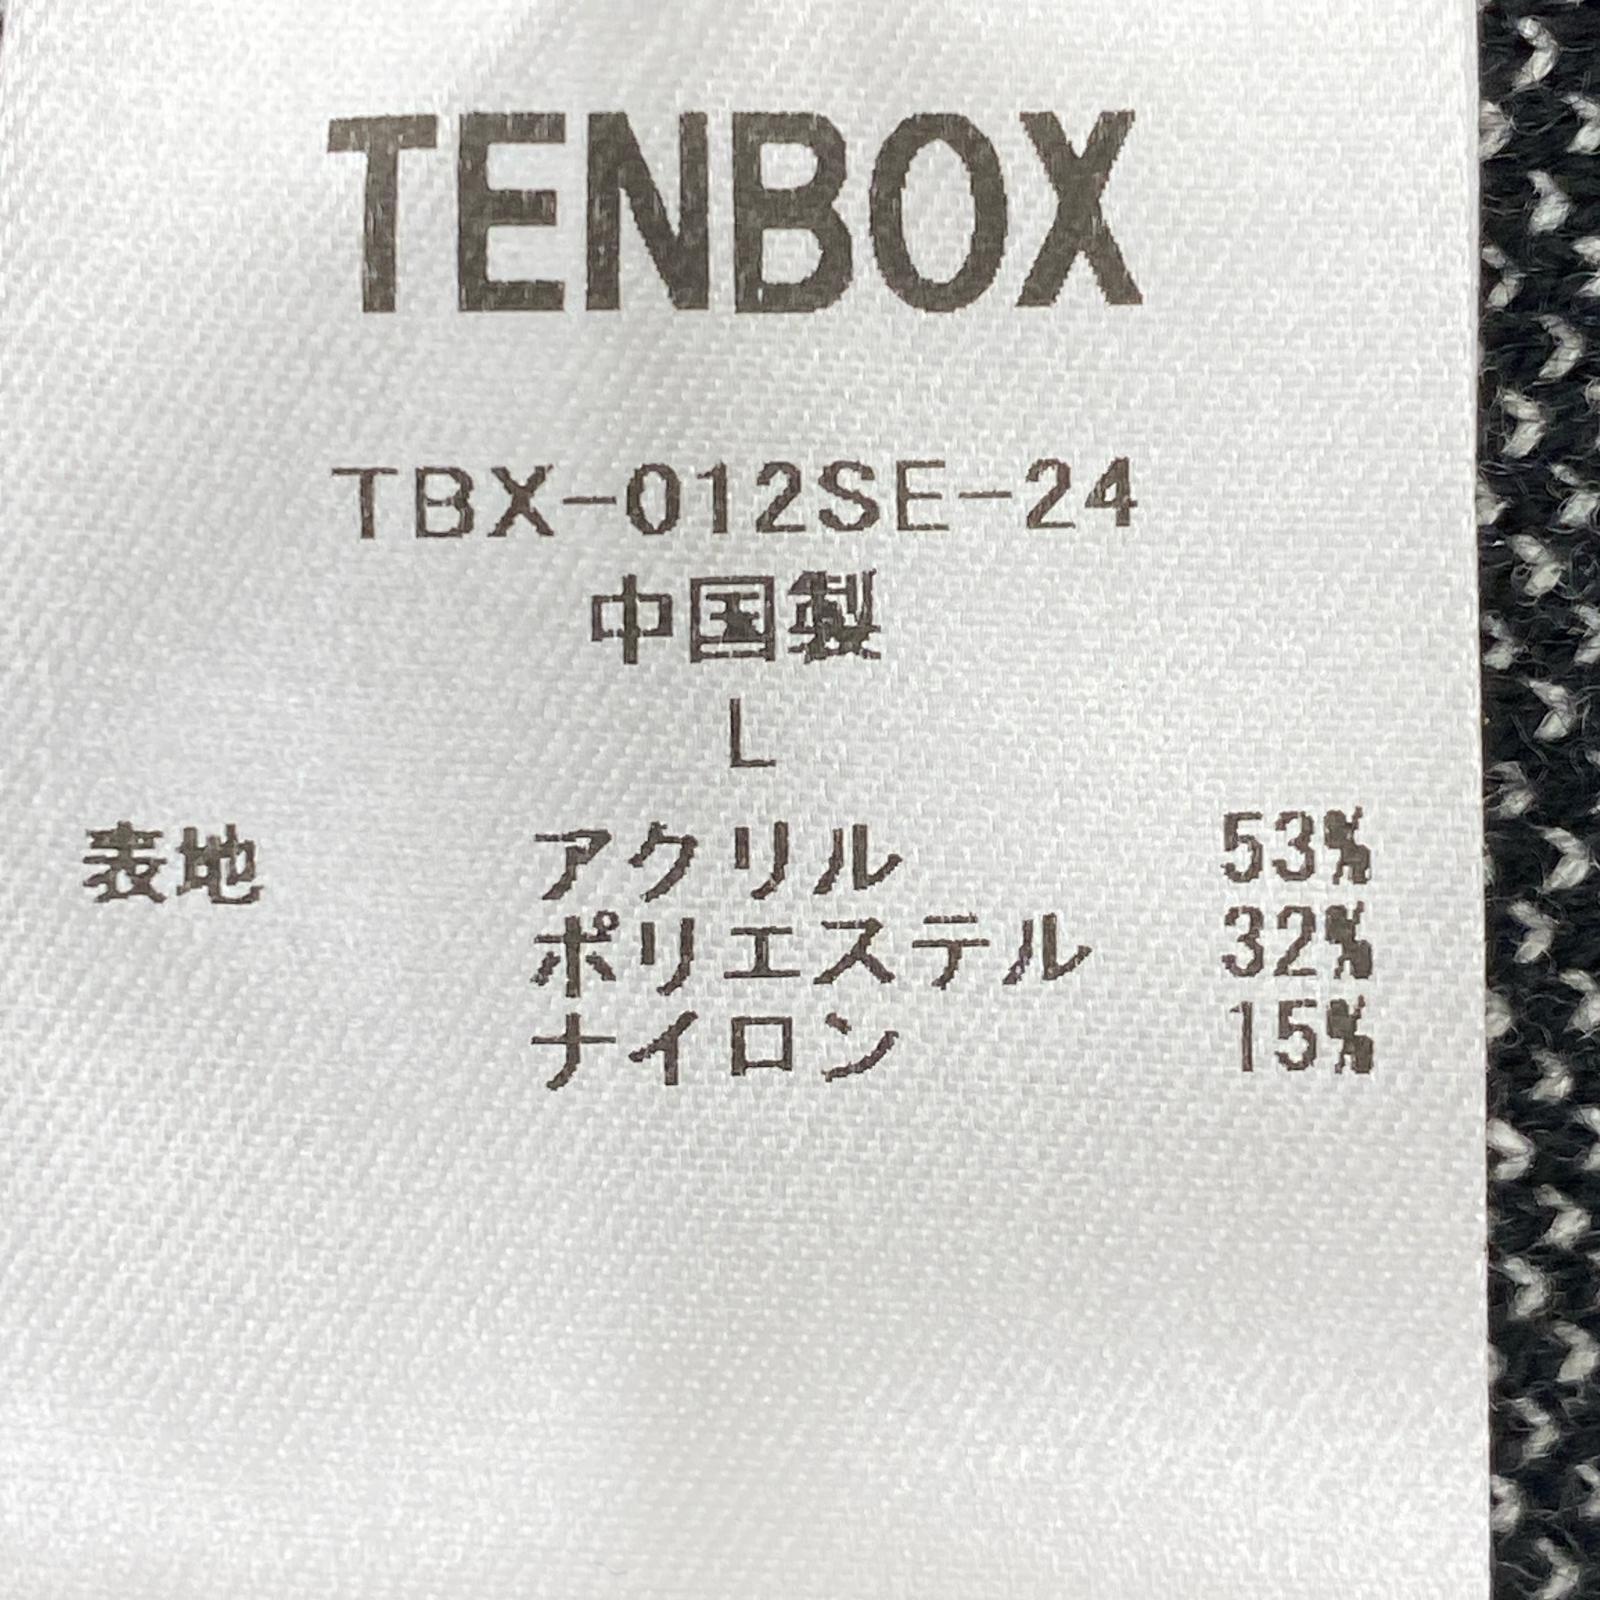 TENBOX
TBX-012SE-24
中国製
L
表地 アクリル 53%
ポリエステル 32%
ナイロン 15%